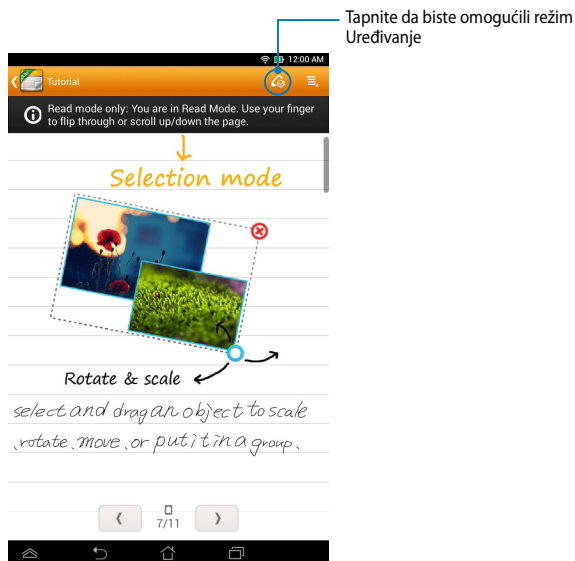 Tapnite da biste omogućili režim
Uređivanje
12:00 AM
Tutorial
Read mode only: You are in Read Mode. Use your finger
to flip through or scroll up/down the page.
Selection mode
Rotate & scale
select and drag an object to scale
、rotate、move、or put it in a group、
7/11